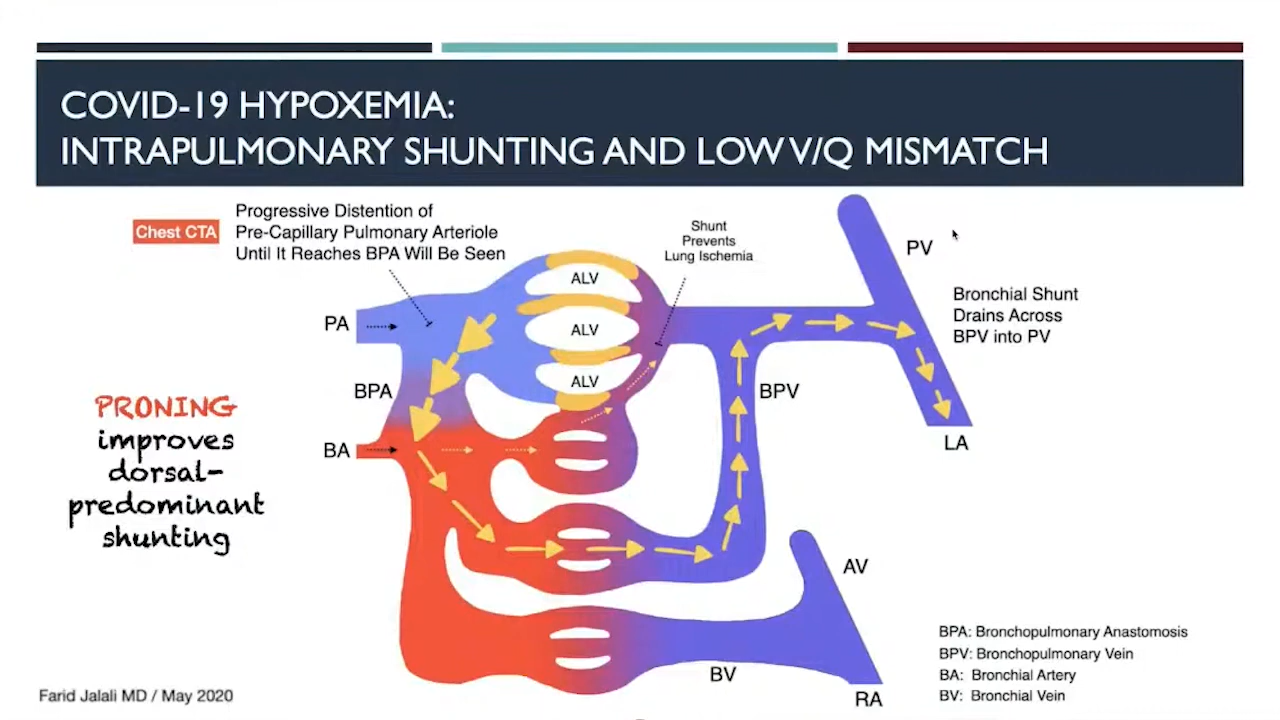 COVID-19 HYPOXEMIA:
INTRAPULMONARY SHUNTING AND LOW V/Q MISMATCH
Chest CTA
Progressive Distention of
Pre-Capillary Pulmonary Arteriole
Until It Reaches BPA Will Be Seen
Shunt
Prevents
Lung Ischemia
PV
ALV
Bronchial Shunt
Drains Across
BPV into PV
PA
ALV
ALV
BPA
BPV
PRONING
improves
dorsal-
predominant
shunting
BA
LA
AV
BV
RA
BPA: Bronchopulmonary Anastomosis
BPV: Bronchopulmonary Vein
BA: Bronchial Artery
BV: Bronchial Vein
Farid Jalali MD / May 2020